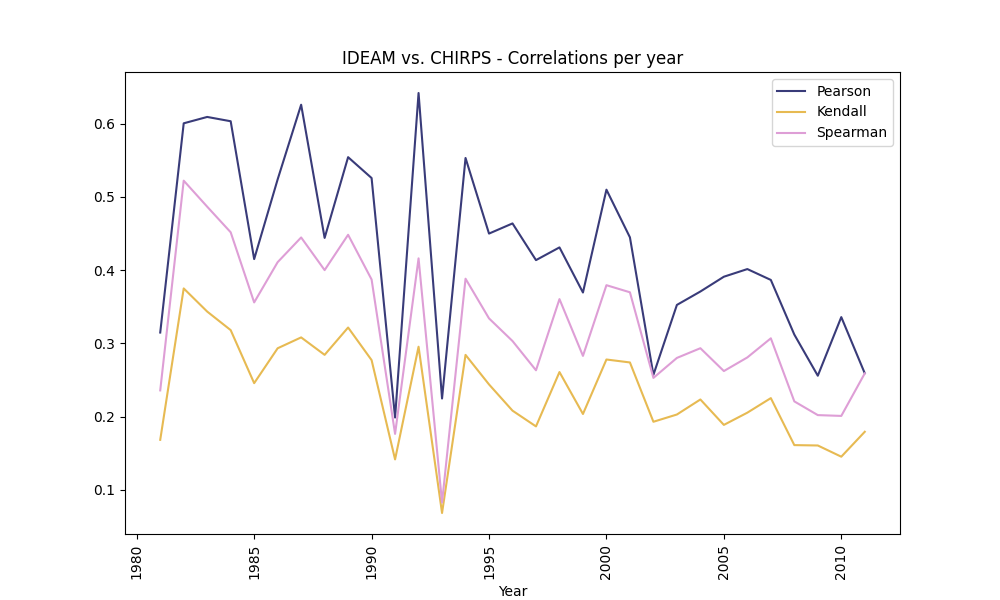 IDEAM vs. CHIRPS - Correlations per year
Pearson
Kendall
Spearman
0.6
0.5
0.4
0.3
0.2
0.1
1980
1985
1990
1995
2000
2005
2010
Year